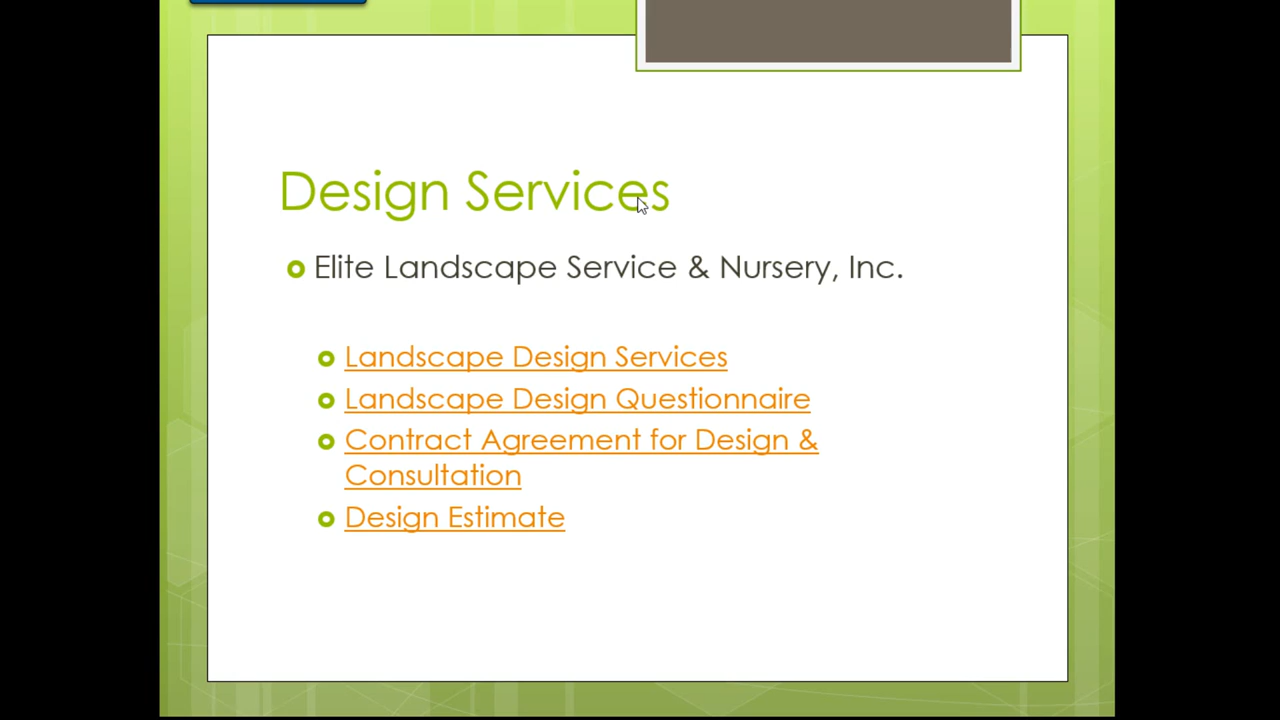 Design Services
Elite Landscape Service & Nursery, Inc.
Landscape Design Services
Landscape Design Questionnaire
Contract Agreement for Design &
Consultation
Design Estimate